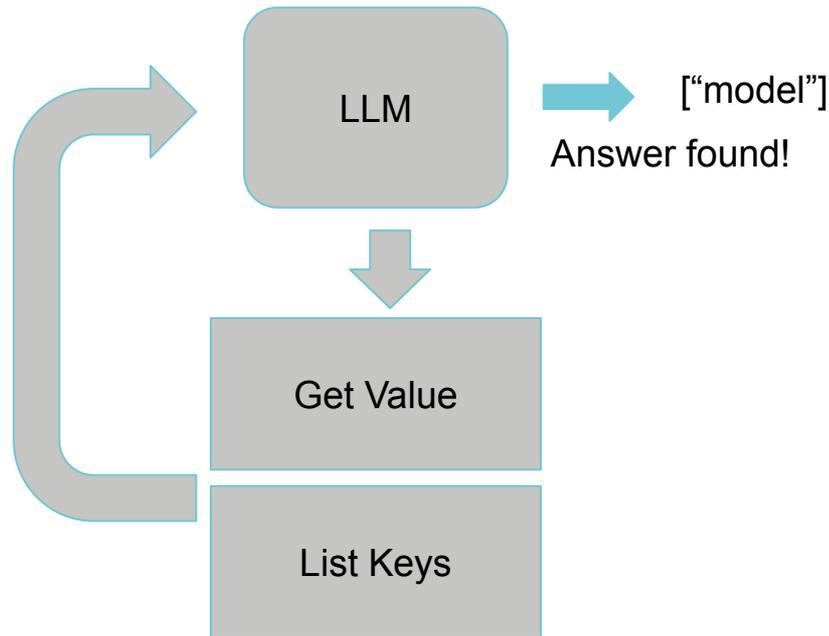 LLM
[“model”]
Answer found!
Get Value
List Keys